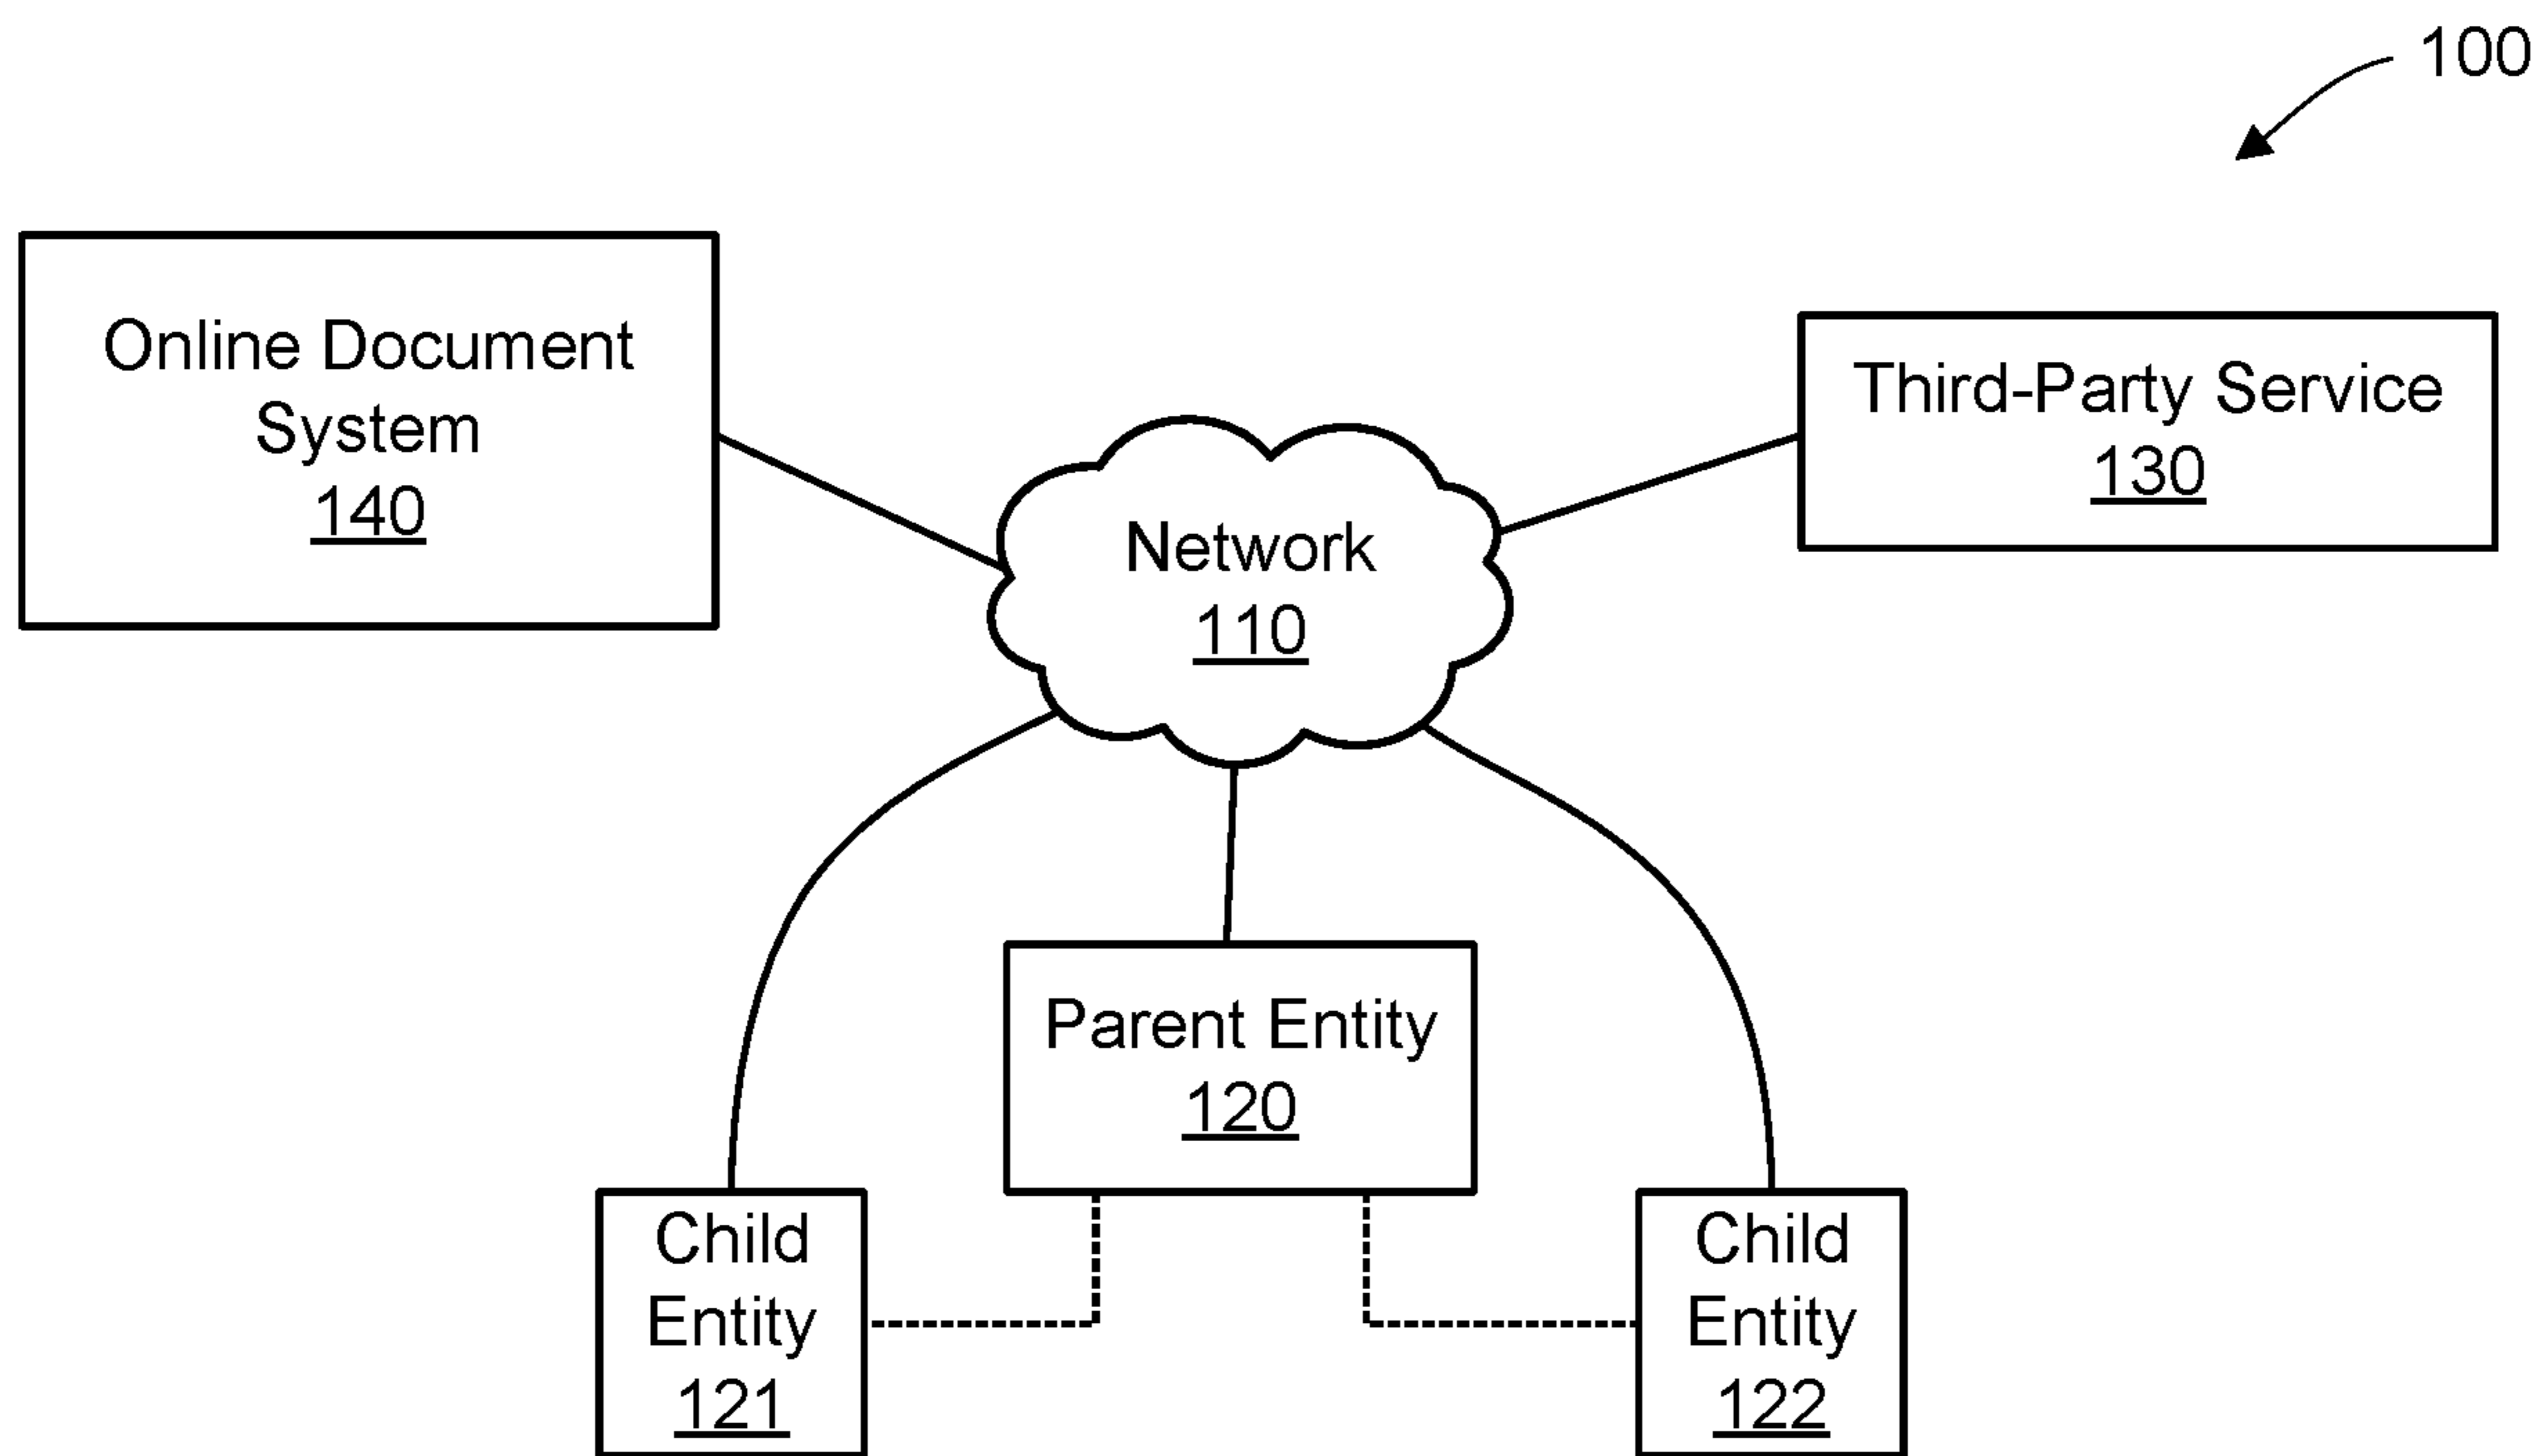 100
Online Document
System
140
Third-Party Service
130
Network
110
Parent Entity
120
Child
Entity
121
Child
Entity
122